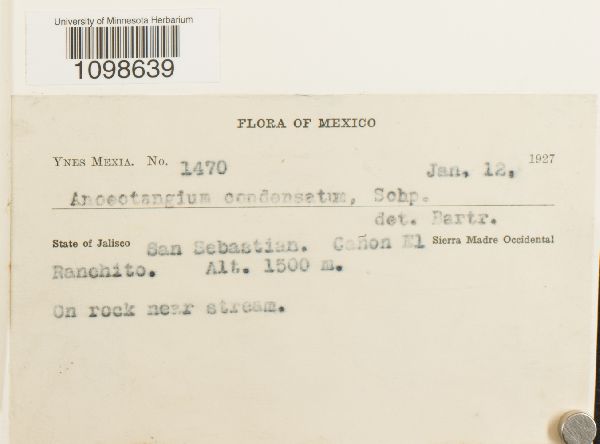 University of Minnesota Herbarium
1098639
FLORA OF MEXICO
YNES MEXIA. No. 1470 Jan. 12, 1927
Anoectangium condensatum, Schp.
det. Bartr.
State of Jalisco San Sebastian. Cañon El Sierra Madre Occidental
Ranchito. Alt. 1500 m.
On rock near stream.